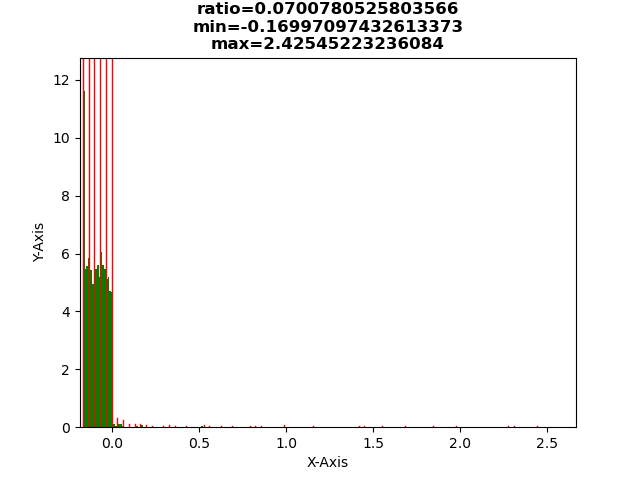 ratio=0.0700780525803566
min=-0.16997097432613373
max=2.42545223236084
12
10
8
6
4
2
0
Y-Axis
0.0 0.5 1.0 1.5 2.0 2.5
X-Axis